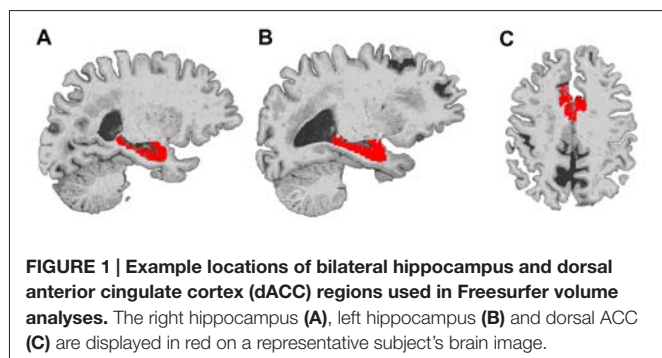 A B C
FIGURE 1 | Example locations of bilateral hippocampus and dorsal
anterior cingulate cortex (dACC) regions used in Freesurfer volume
analyses. The right hippocampus (A), left hippocampus (B) and dorsal ACC
(C) are displayed in red on a representative subject's brain image.